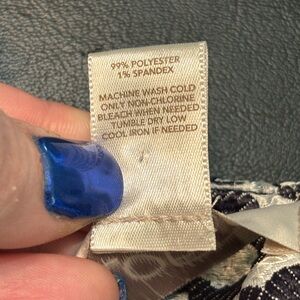 99% POLYESTER
1% SPANDEX
MACHINE WASH COLD
ONLY NON-CHLORINE
BLEACH WHEN NEEDED
TUMBLE DRY LOW
COOL IRON IF NEEDED